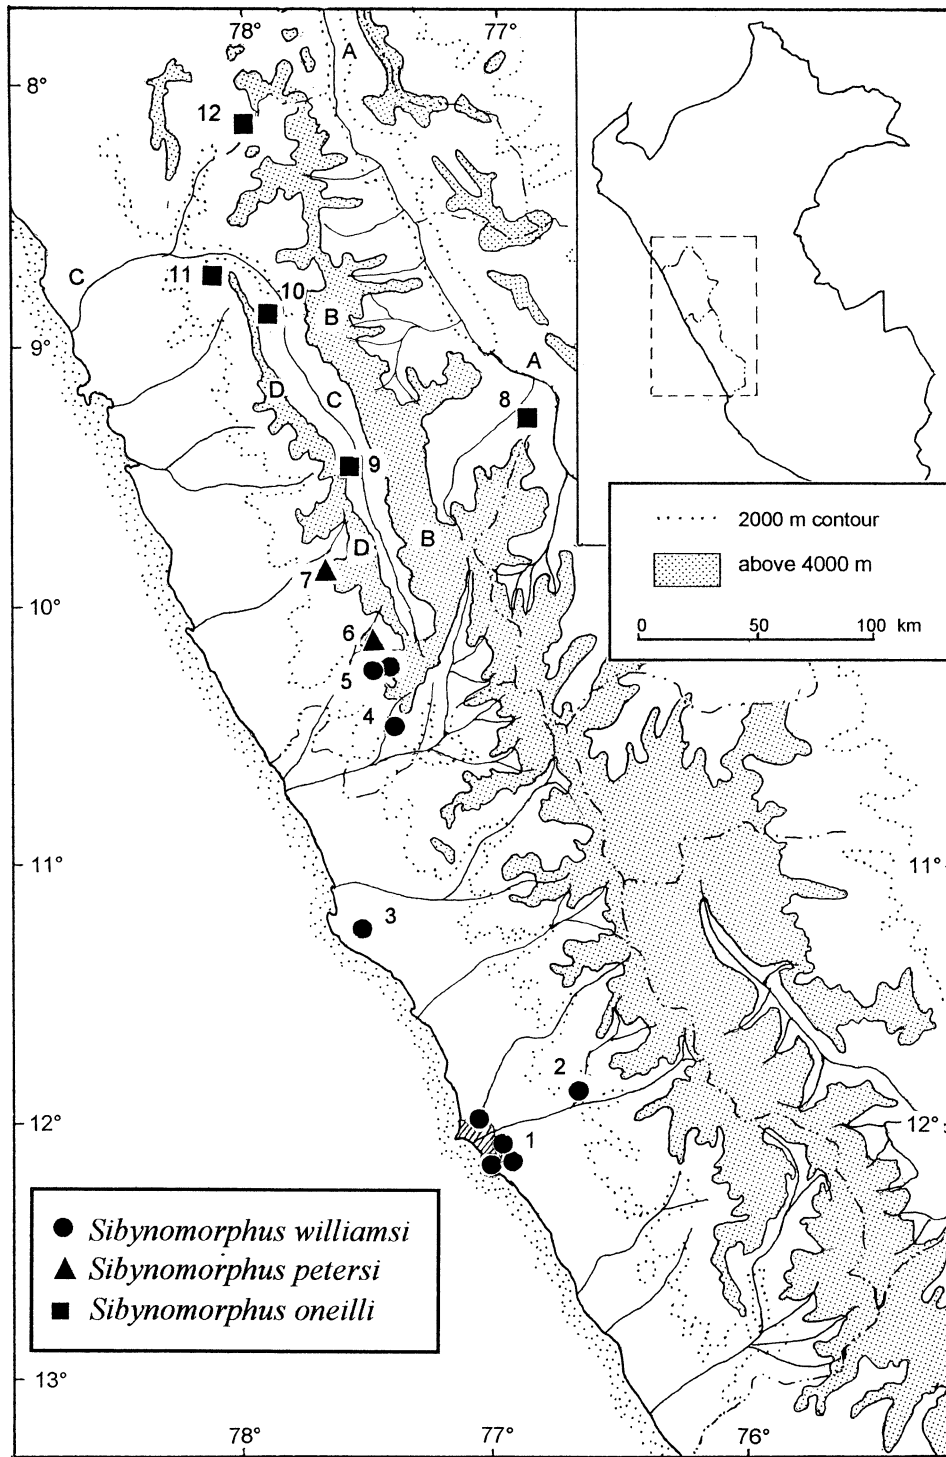 78°
77°
A
8°
12
C
11
10
B
9°
A
D
C
8
9
B
D
7
10°
6
5
4
2000 m contour
above 4000 m
0 50 100 km
11°
11°
3
2
12°
12°
1
Sibynomorphus williamsi
Sibynomorphus petersi
Sibynomorphus oneilli
13°
78°
77°
76°